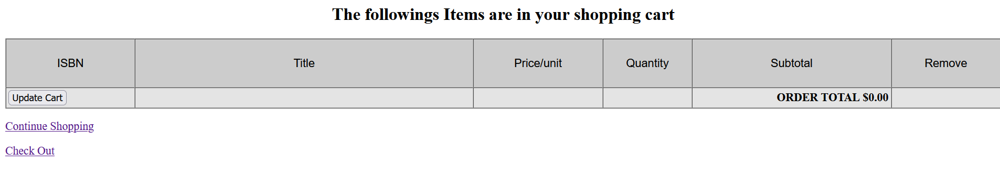 The followings Items are in your shopping cart
ISBN Title Price/unit Quantity Subtotal Remove
Update Cart ORDER TOTAL $0.00
Continue Shopping
Check Out